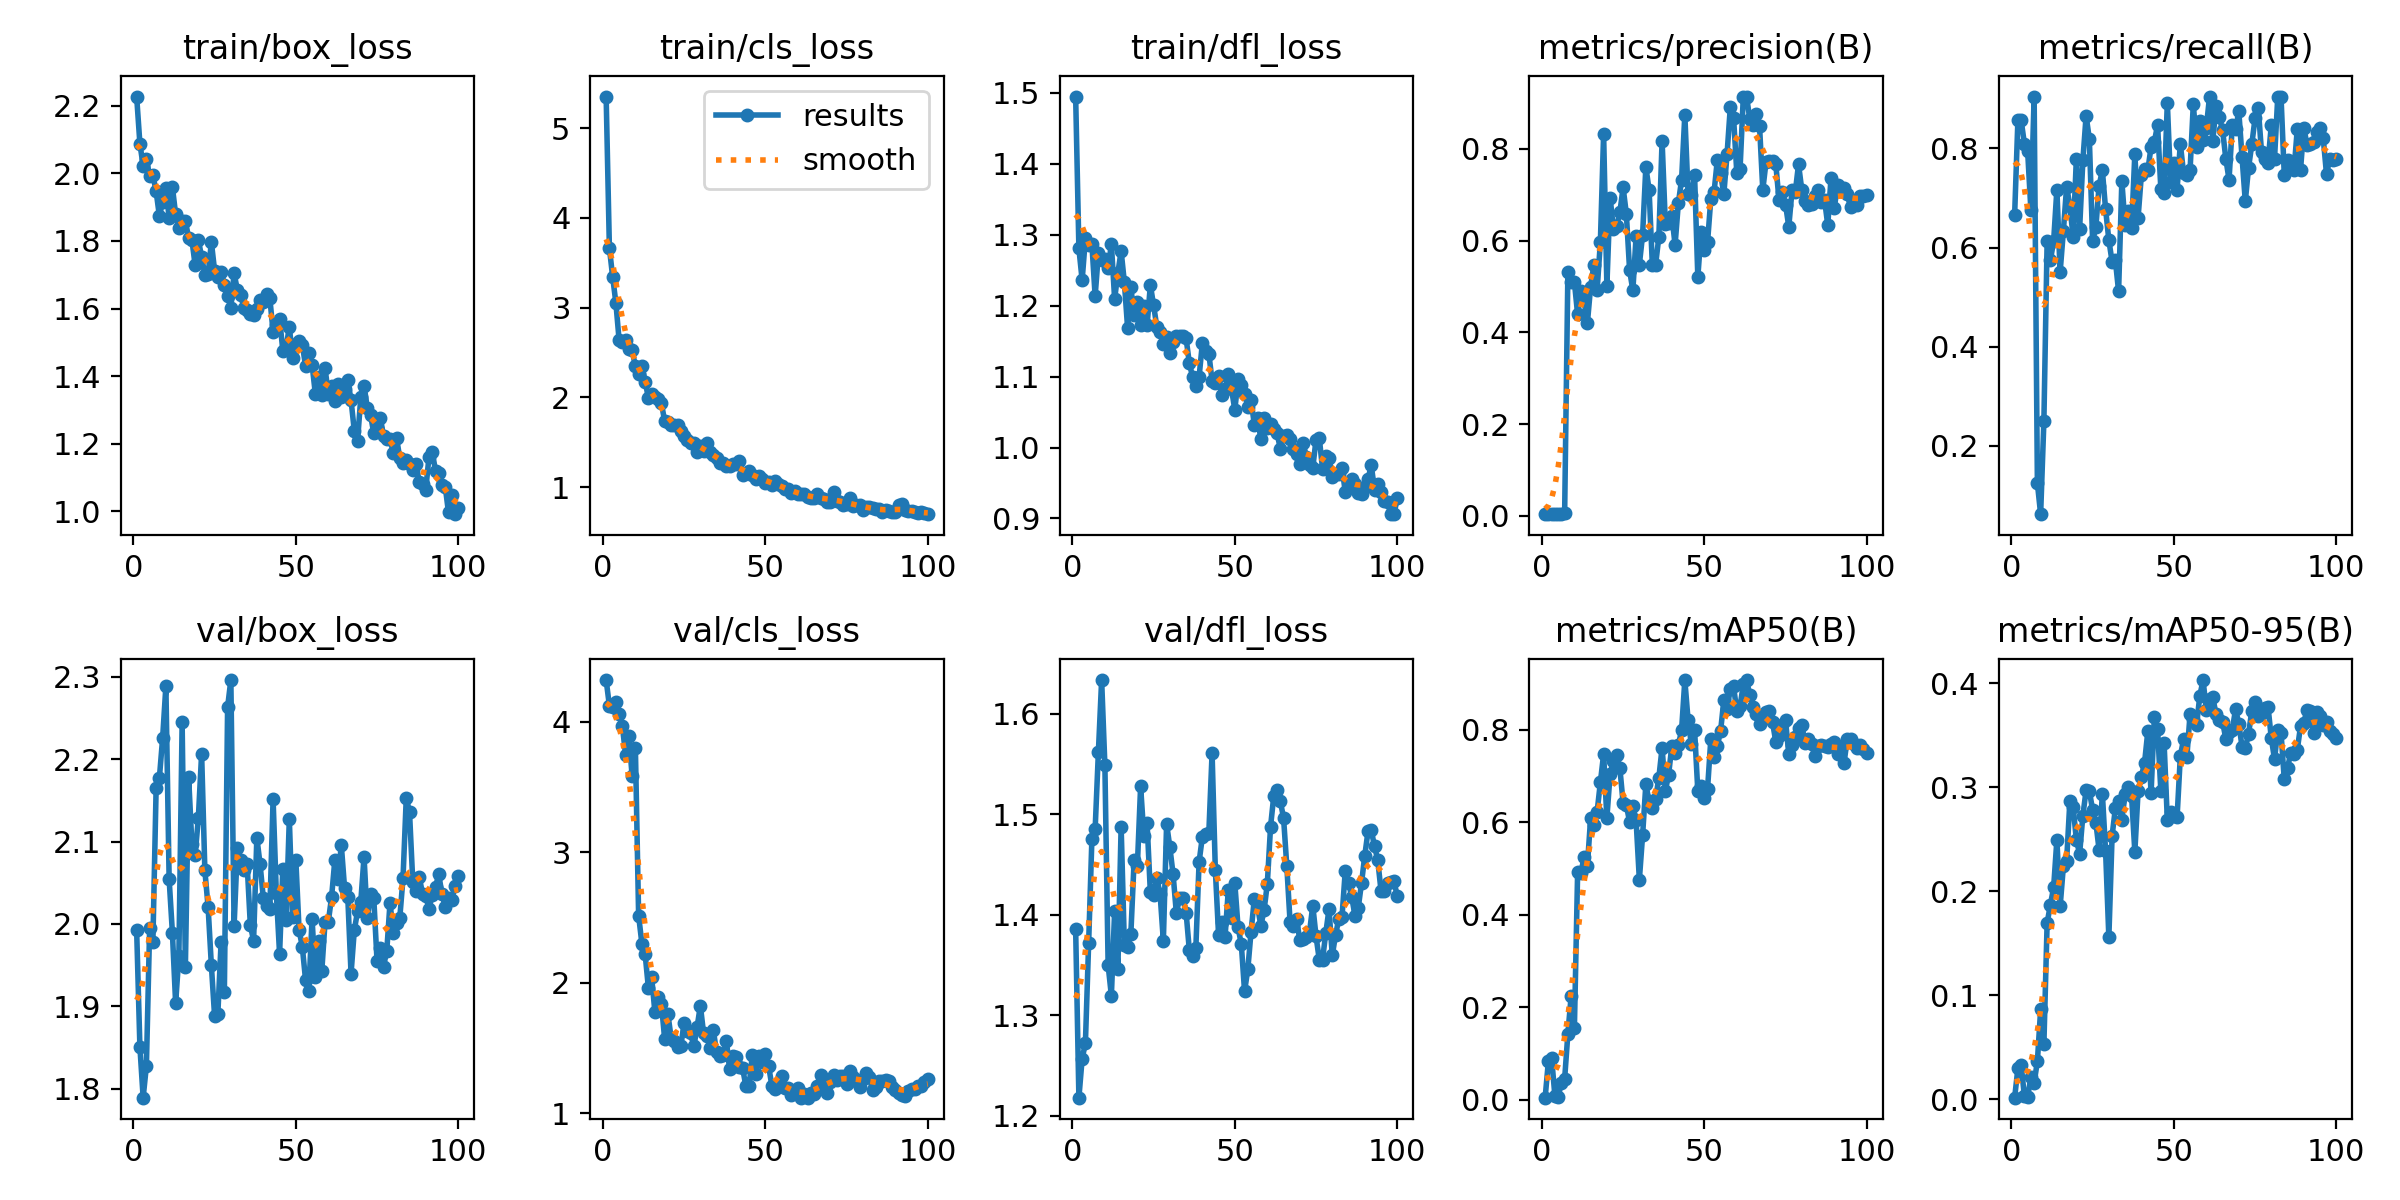 train/box_loss
2.2
2.0
1.8
1.6
1.4
1.2
1.0
0 50 100
train/cls_loss
results
smooth
5
4
3
2
1
0 50 100
train/dfl_loss
1.5
1.4
1.3
1.2
1.1
1.0
0.9
0 50 100
metrics/precision(B)
0.8
0.6
0.4
0.2
0.0
0 50 100
metrics/recall(B)
0.8
0.6
0.4
0.2
0 50 100
val/box_loss
2.3
2.2
2.1
2.0
1.9
1.8
0 50 100
val/cls_loss
4
3
2
1
0 50 100
val/dfl_loss
1.6
1.5
1.4
1.3
1.2
0 50 100
metrics/mAP50(B)
0.8
0.6
0.4
0.2
0.0
0 50 100
metrics/mAP50-95(B)
0.4
0.3
0.2
0.1
0.0
0 50 100